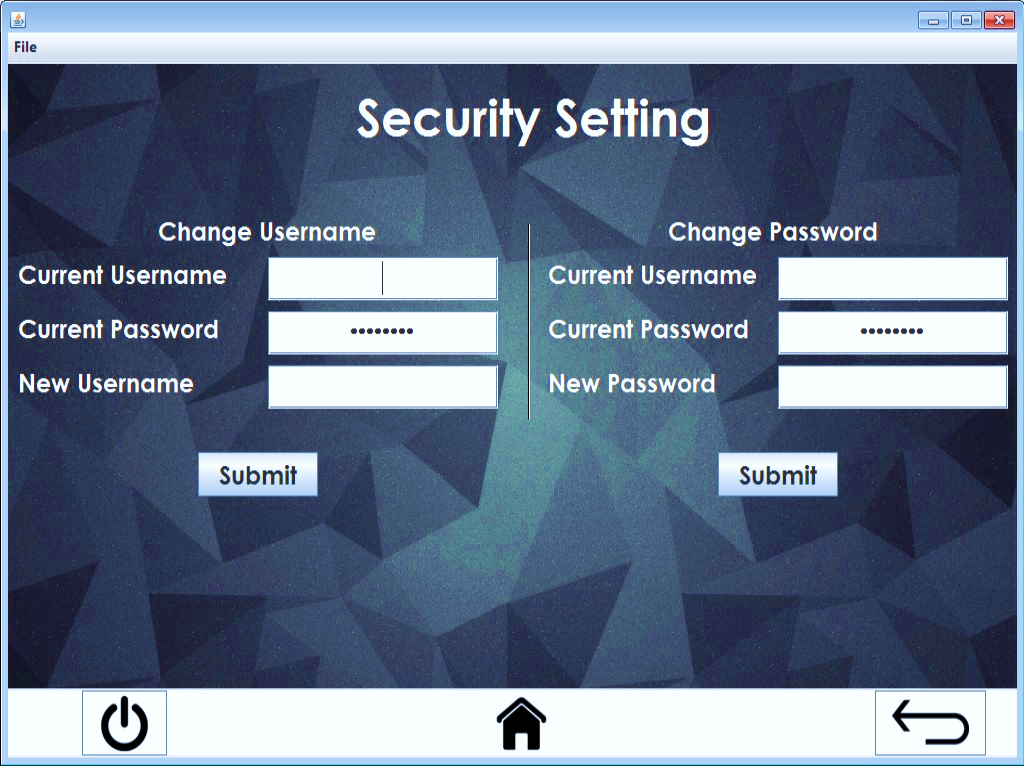 File
Security Setting
Change Username
Current Username
Current Password ••••••••
New Username
Submit
Change Password
Current Username
Current Password ••••••••
New Password
Submit